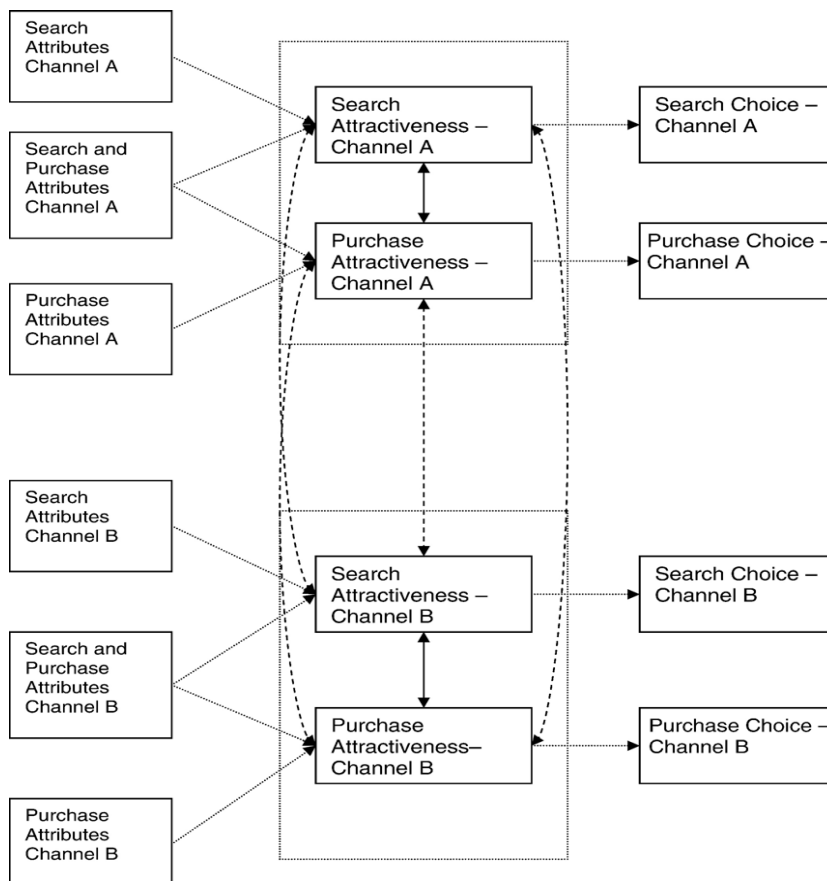 Search
Attributes
Channel A
Search and
Purchase
Attributes
Channel A
Purchase
Attributes
Channel A
Search
Attractiveness –
Channel A
Purchase
Attractiveness –
Channel A
Search Choice –
Channel A
Purchase Choice –
Channel A
Search
Attributes
Channel B
Search and
Purchase
Attributes
Channel B
Purchase
Attributes
Channel B
Search
Attractiveness –
Channel B
Purchase
Attractiveness–
Channel B
Search Choice –
Channel B
Purchase Choice –
Channel B